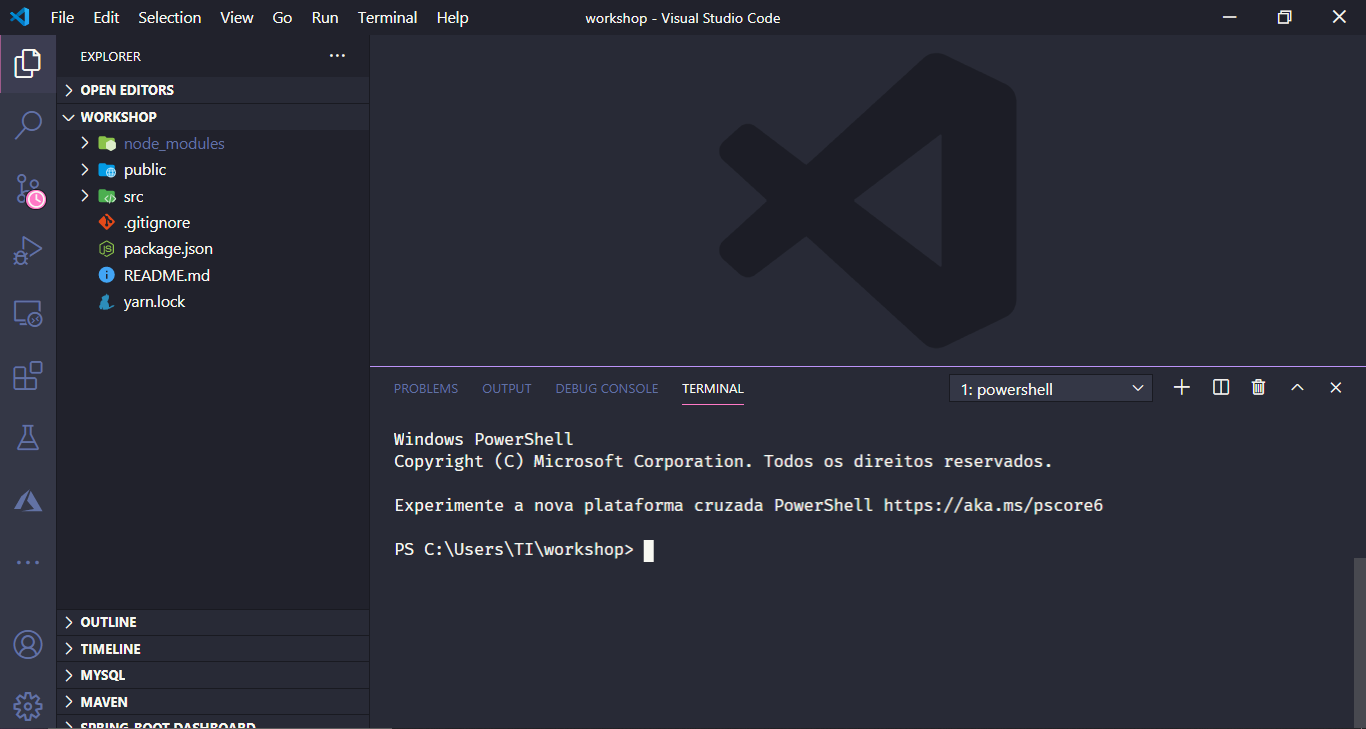 File Edit Selection View Go Run Terminal Help workshop - Visual Studio Code
EXPLORER
OPEN EDITORS
WORKSHOP
node_modules
public
src
.gitignore
package.json
README.md
yarn.lock
OUTLINE
TIMELINE
MYSQL
MAVEN
SPRING-BOOT DASHBOARD
PROBLEMS OUTPUT DEBUG CONSOLE TERMINAL 1: powershell
Windows PowerShell
Copyright (C) Microsoft Corporation. Todos os direitos reservados.
Experimente a nova plataforma cruzada PowerShell https://aka.ms/pscore6
PS C:\Users\TI\workshop>